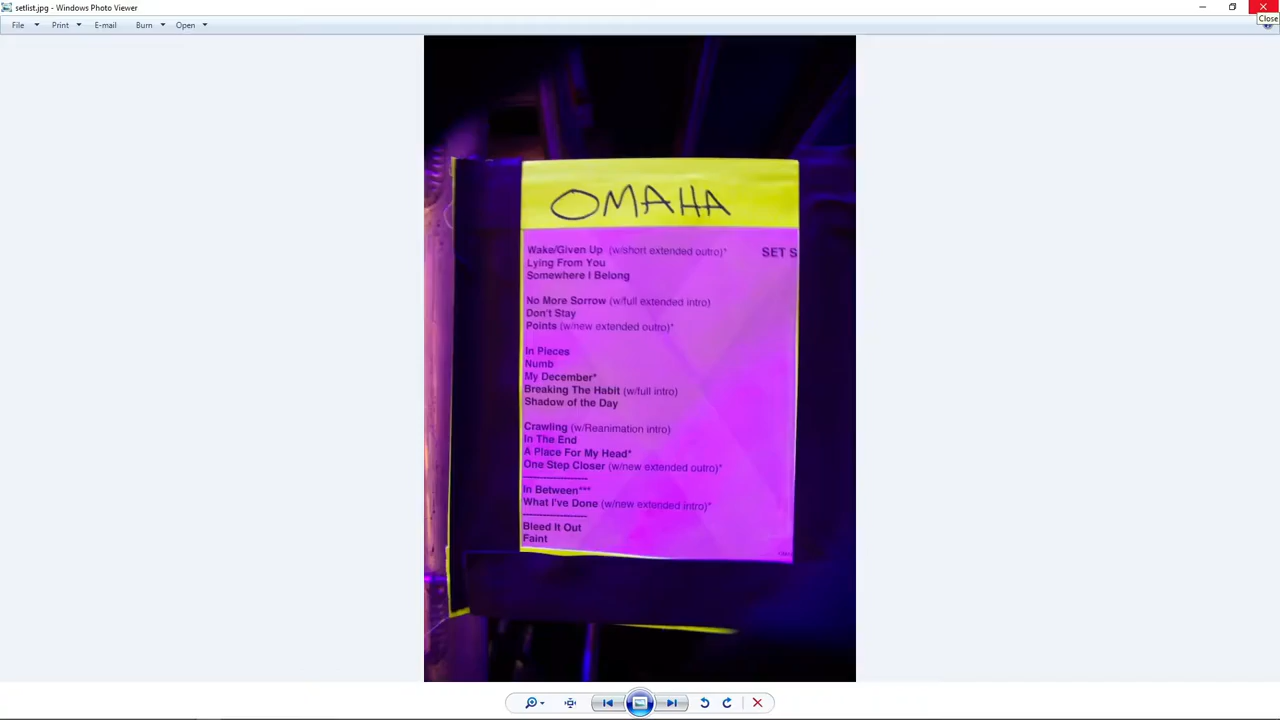 setlist.jpg - Windows Photo Viewer
File Print E-mail Burn Open
Close
OMAHA
Wake/Given Up (w/short extended outro)* SET S
Lying From You
Somewhere I Belong
No More Sorrow (w/full extended intro)
Don't Stay
Points (w/new extended outro)*
In Pieces
Numb
My December*
Breaking The Habit (w/full intro)
Shadow of the Day
Crawling (w/Reanimation intro)
In The End
A Place For My Head*
One Step Closer (w/new extended outro)*
--------------------
In Between***
What I've Done (w/new extended intro)*
--------------------
Bleed It Out
Faint